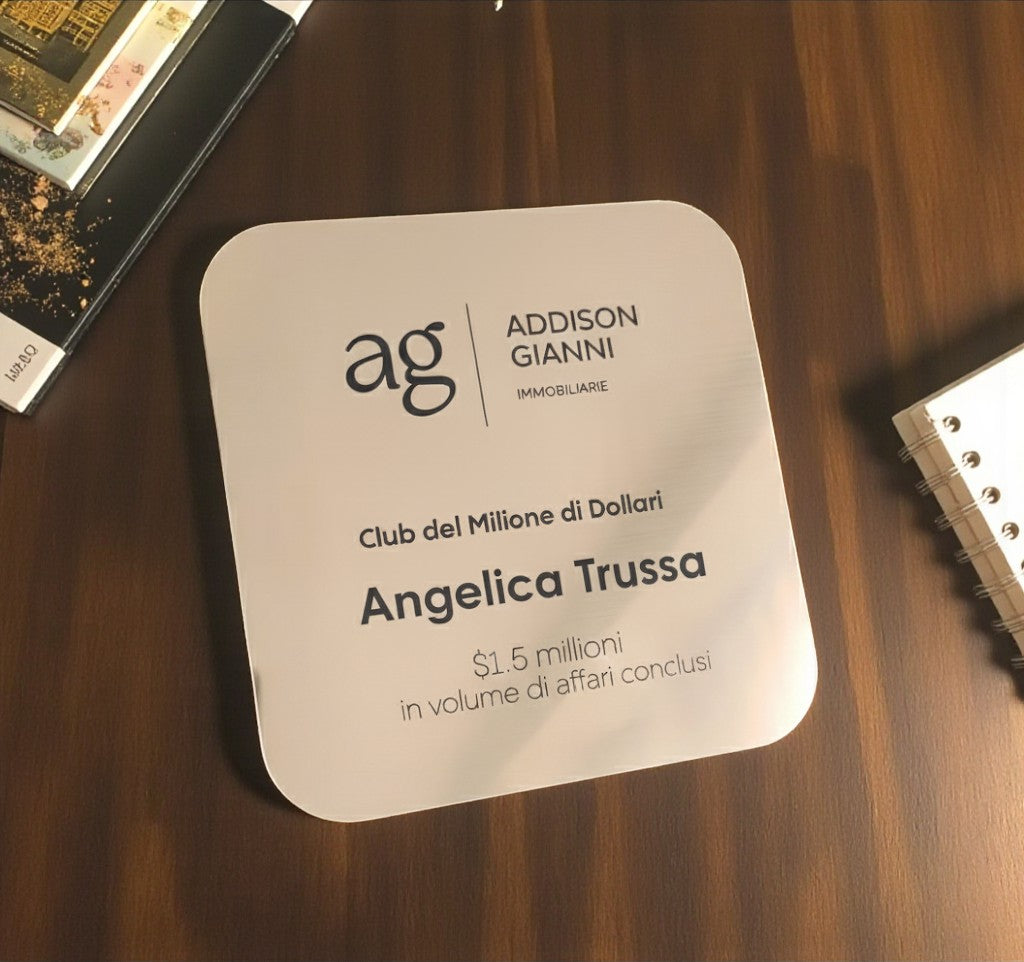 ag
ADDISON
GIANNI
IMMOBILIARIE
Club del Milione di Dollari
Angelica Trussa
$1.5 millioni
in volume di affari conclusi